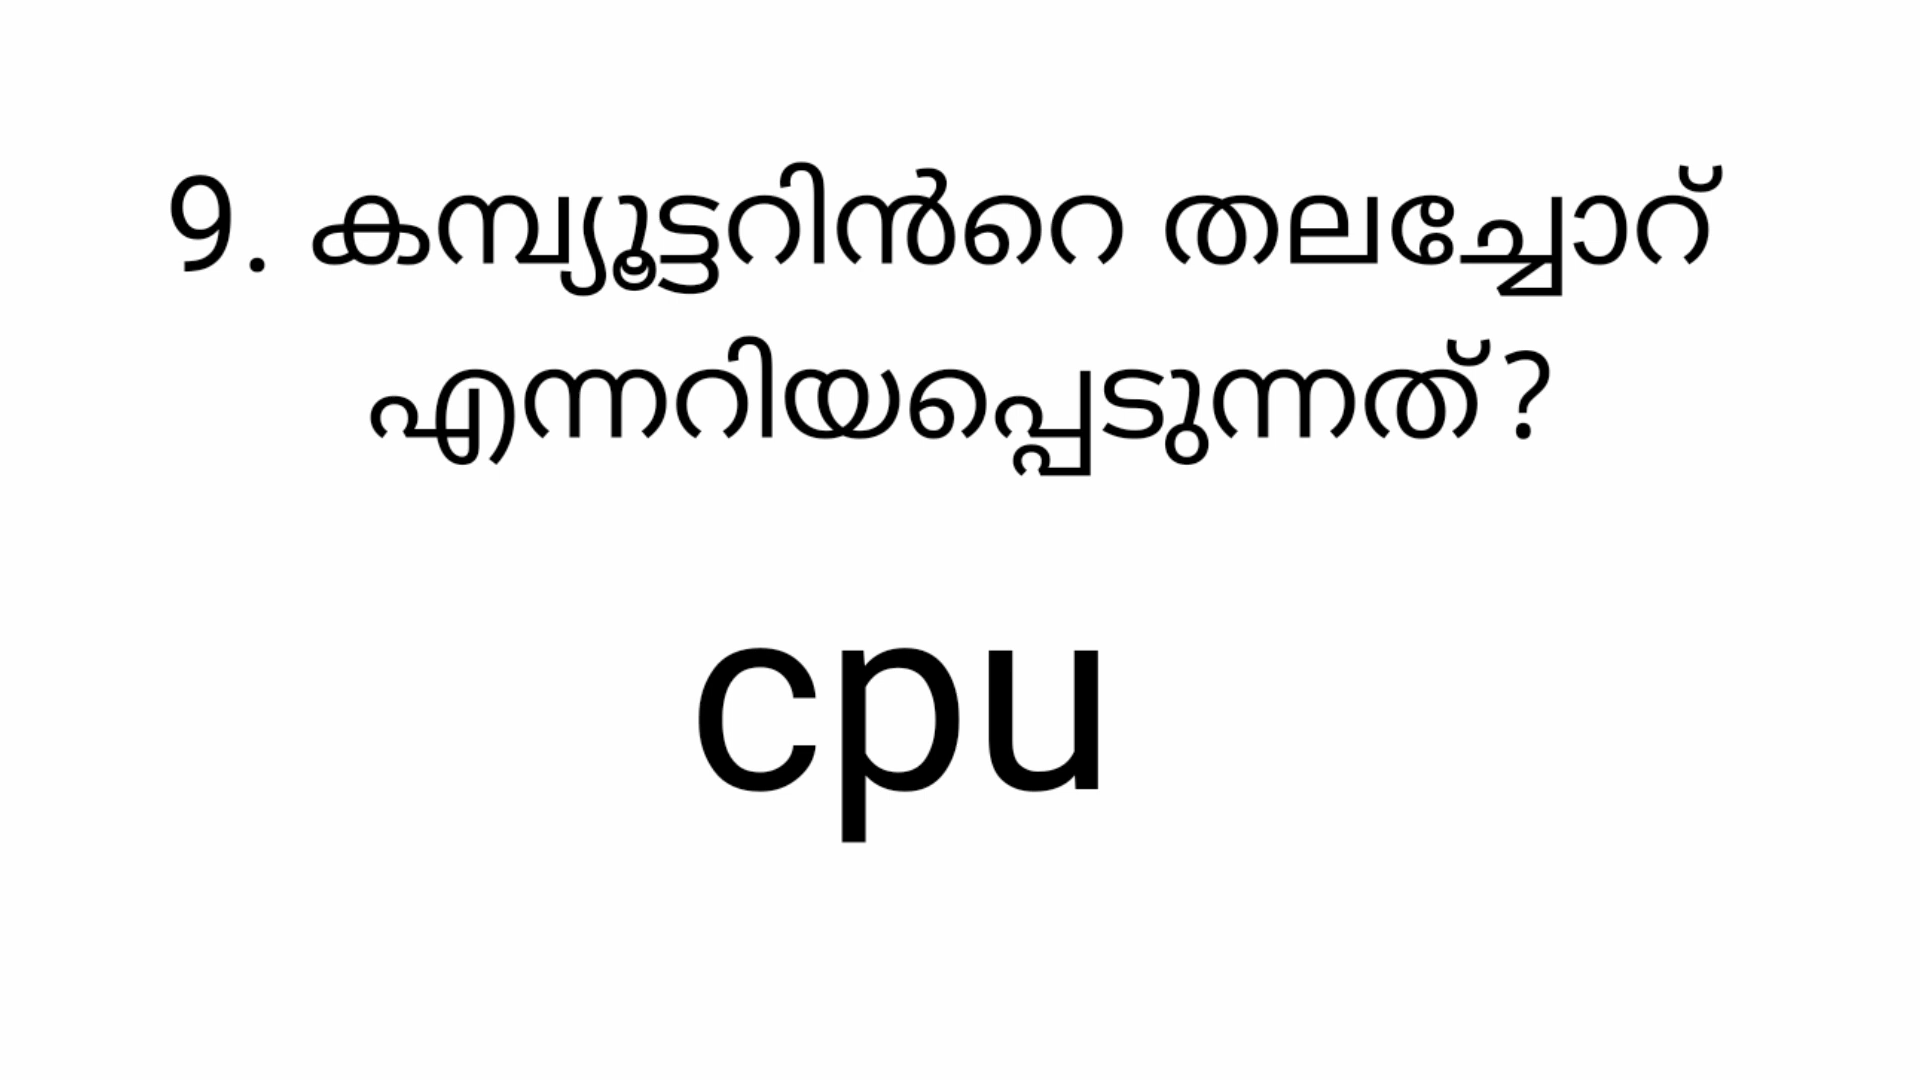 9. കമ്പ്യൂട്ടറിൻറെ തലച്ചോറ്
എന്നറിയപ്പെടുന്നത്?
cpu